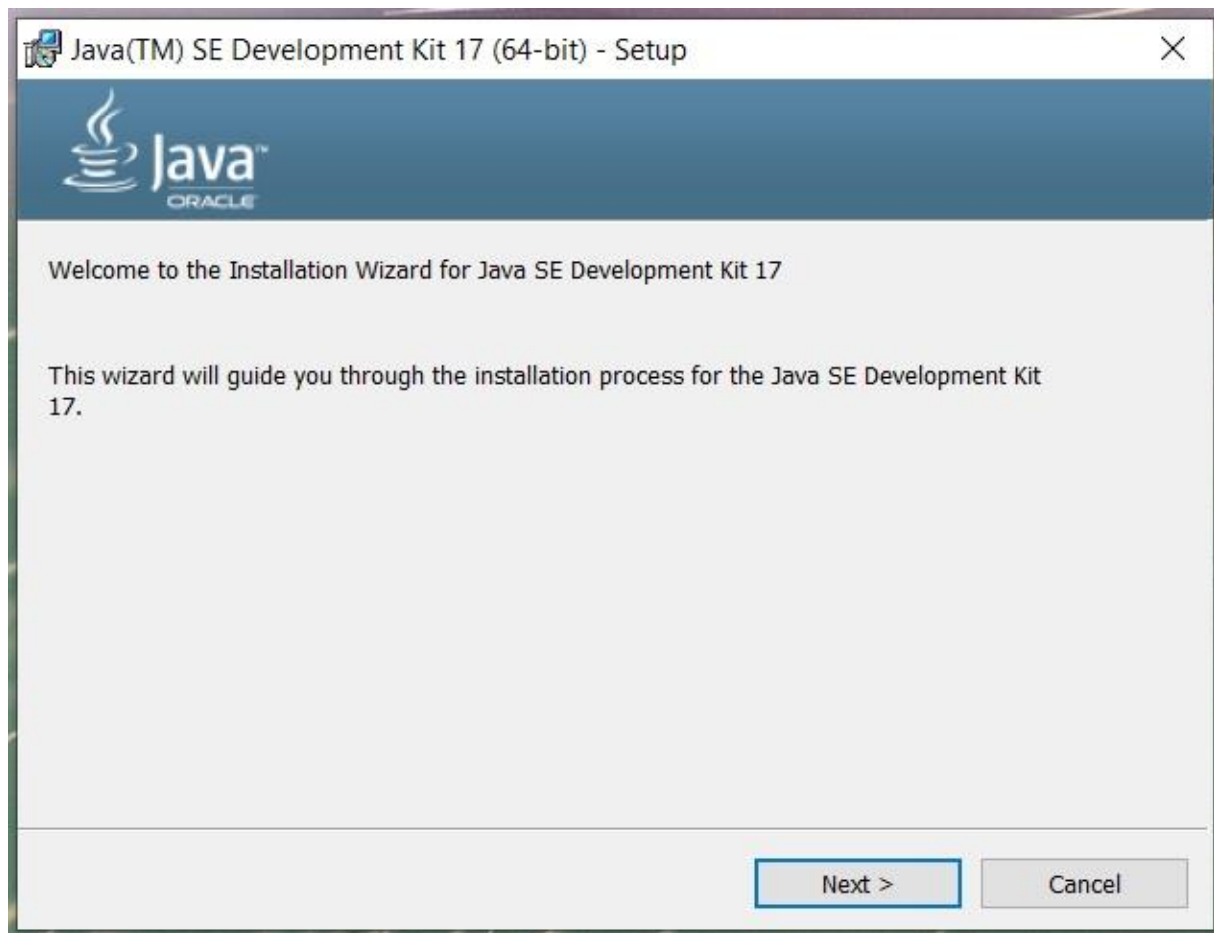 Java(TM) SE Development Kit 17 (64-bit) - Setup
Java™
ORACLE
Welcome to the Installation Wizard for Java SE Development Kit 17
This wizard will guide you through the installation process for the Java SE Development Kit
17.
Next >
Cancel